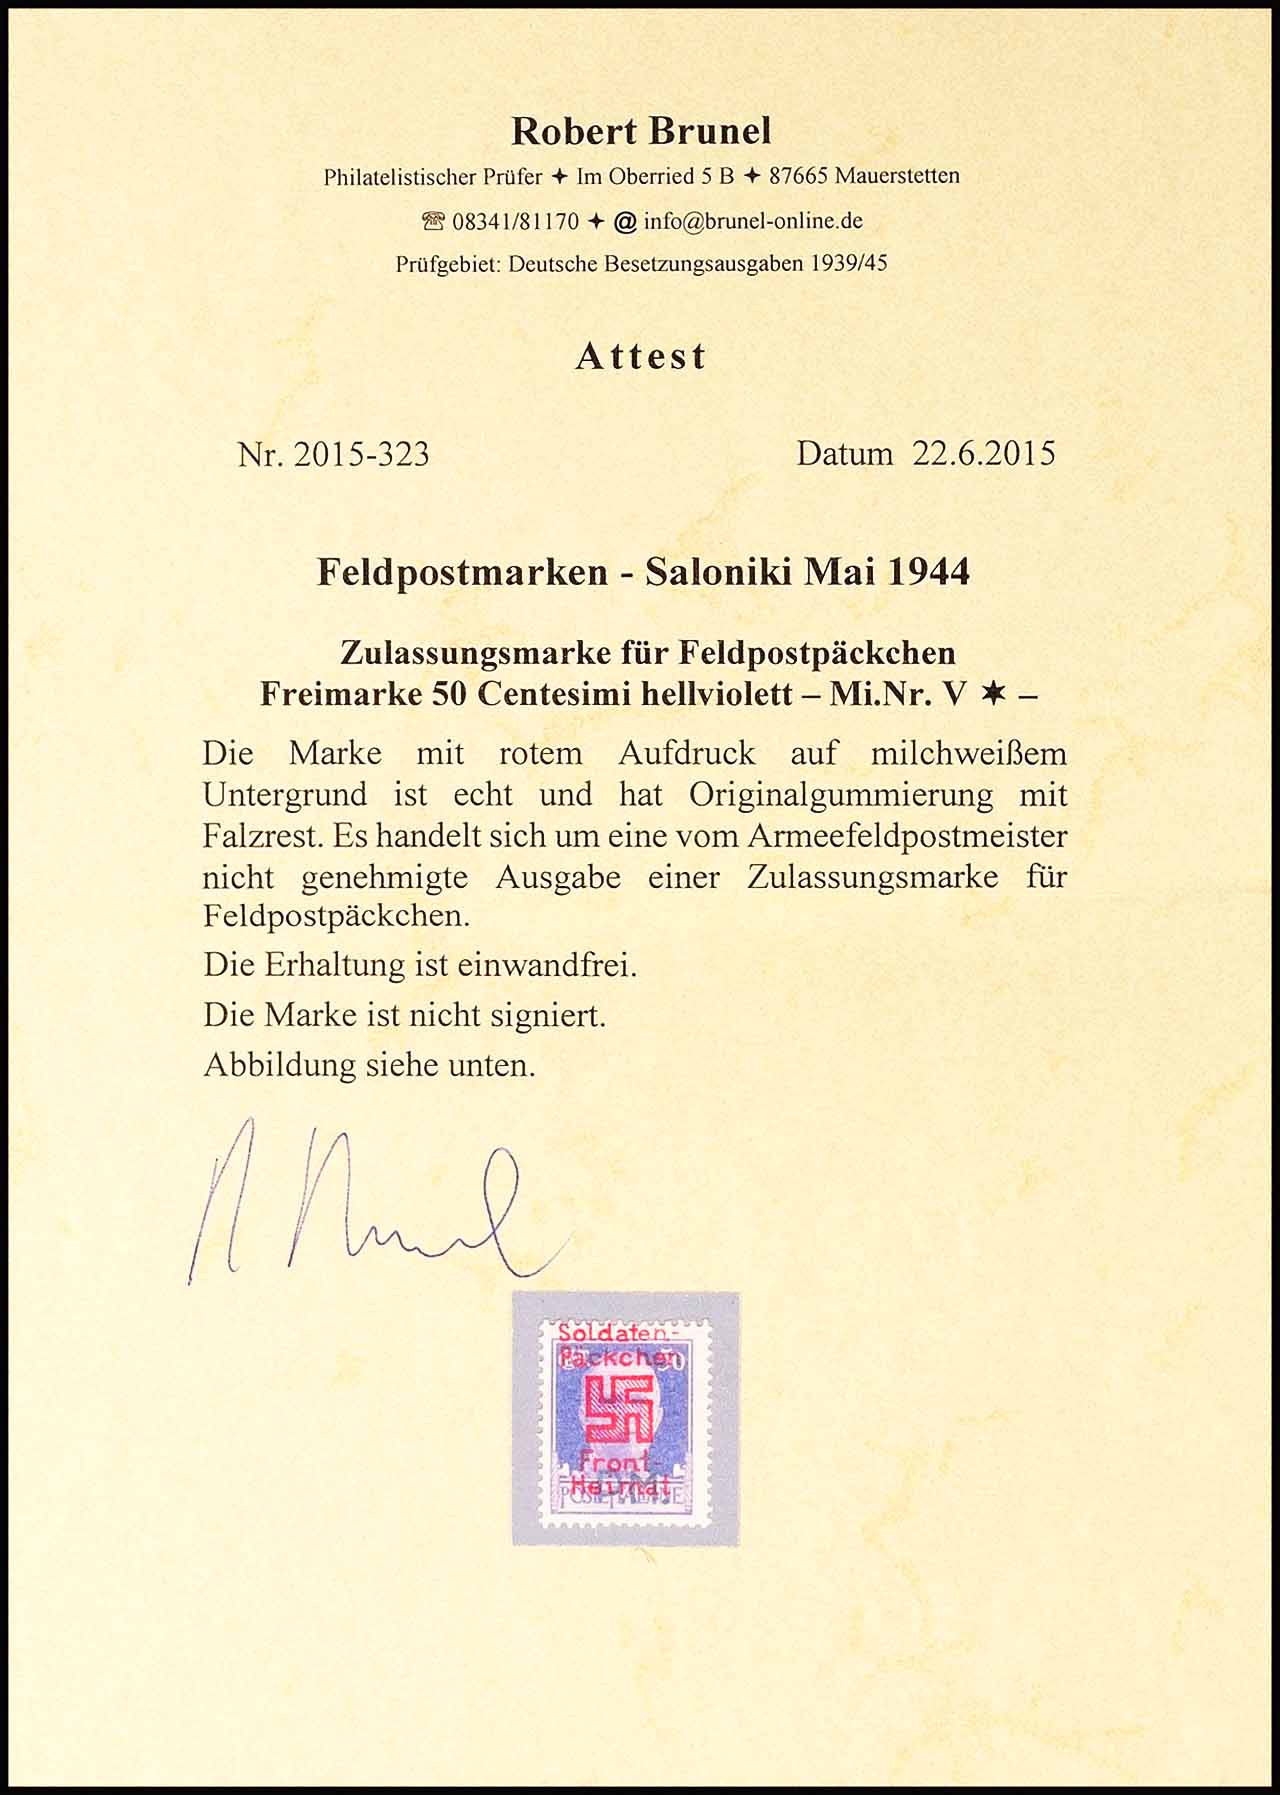 Robert Brunel
Philatelistischer Prüfer ✦ Im Oberried 5 B ✦ 87665 Mauerstetten
☏ 08341/81170 ✦ @ info@brunel-online.de
Prüfgebiet: Deutsche Besetzungsausgaben 1939/45
Attest
Nr. 2015-323 Datum 22.6.2015
Feldpostmarken - Saloniki Mai 1944
Zulassungsmarke für Feldpostpäckchen
Freimarke 50 Centesimi hellviolett – Mi.Nr. V ✶ –
Die Marke mit rotem Aufdruck auf milchweißem
Untergrund ist echt und hat Originalgummierung mit
Falzrest. Es handelt sich um eine vom Armeefeldpostmeister
nicht genehmigte Ausgabe einer Zulassungsmarke für
Feldpostpäckchen.
Die Erhaltung ist einwandfrei.
Die Marke ist nicht signiert.
Abbildung siehe unten.
Soldaten-
Päckchen
50
Front-
Heimat
POSTE